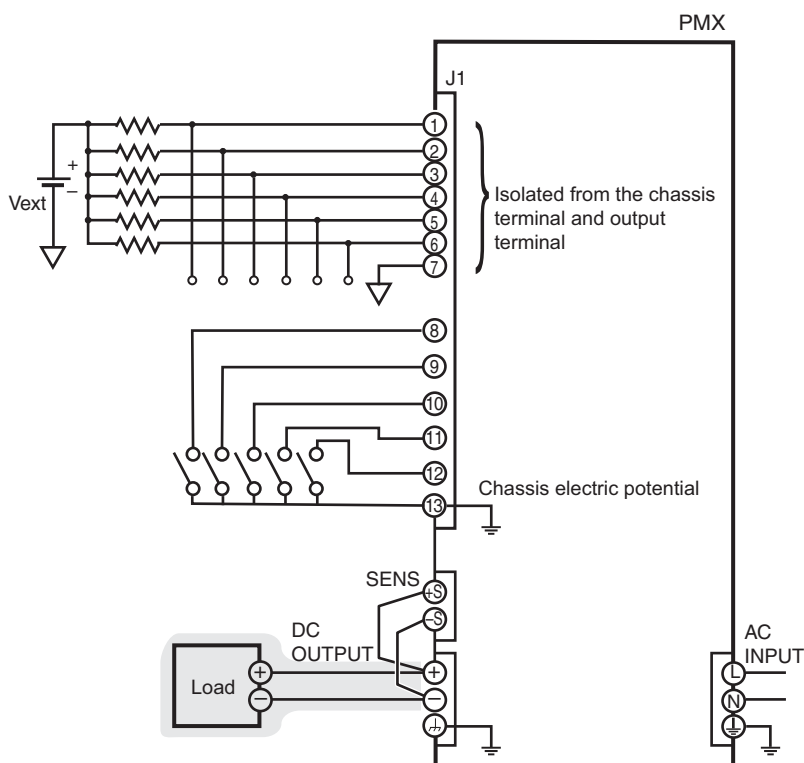 PMX
J1
1
2
3
4
5
6
7
+
−
Vext
Isolated from the chassis
terminal and output
terminal
8
9
10
11
12
13
Chassis electric potential
SENS
+S
−S
DC
OUTPUT
Load
+
−
+
−
AC
INPUT
L
N